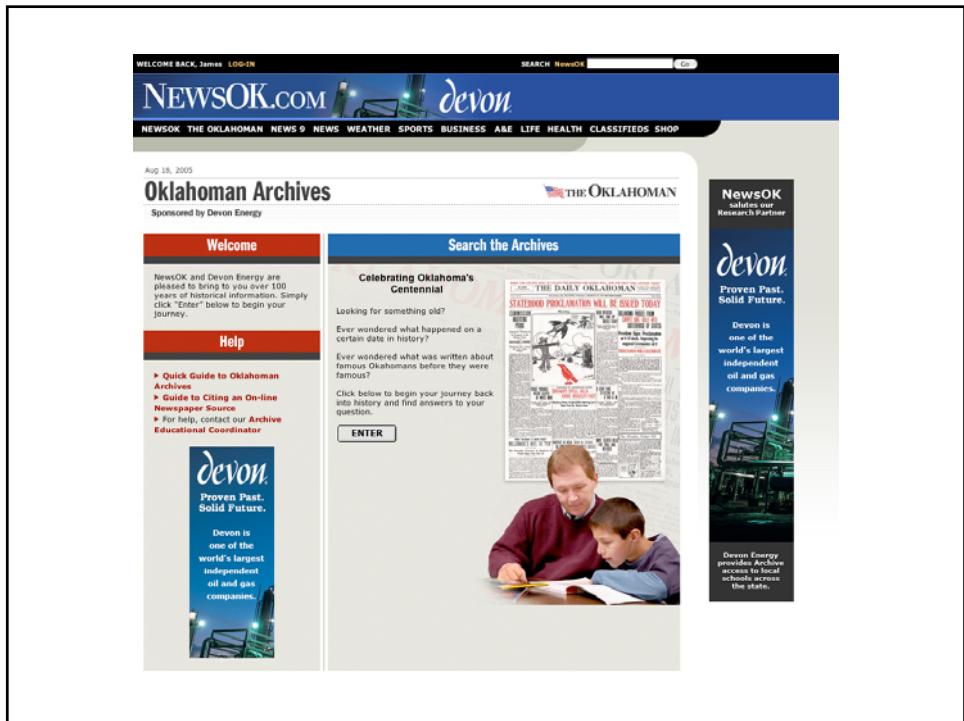 WELCOME BACK, James LOG-IN
SEARCH NewsOK Go
NEWSOK.COM devon
NEWSOK THE OKLAHOMAN NEWS 9 NEWS WEATHER SPORTS BUSINESS A&E LIFE HEALTH CLASSIFIEDS SHOP
Aug 18, 2005
Oklahoman Archives
THE OKLAHOMAN
Sponsored by Devon Energy
Welcome
NewsOK and Devon Energy are
pleased to bring to you over 100
years of historical information. Simply
click "Enter" below to begin your
journey.
Help
Quick Guide to Oklahoman
Archives
Guide to Citing an On-line
Newspaper Source
For help, contact our Archive
Educational Coordinator
devon
Proven Past.
Solid Future.
Devon is
one of the
world's largest
independent
oil and gas
companies.
Search the Archives
Celebrating Oklahoma's
Centennial
Looking for something old?
Ever wondered what happened on a
certain date in history?
Ever wondered what was written about
famous Okahomans before they were
famous?
Click below to begin your journey back
into history and find answers to your
question.
ENTER
THE DAILY OKLAHOMAN
STATEHOOD PROCLAMATION WILL BE ISSUED TODAY
NewsOK
salutes our
Research Partner
devon
Proven Past.
Solid Future.
Devon is
one of the
world's largest
independent
oil and gas
companies.
Devon Energy
provides Archive
access to local
schools across
the state.